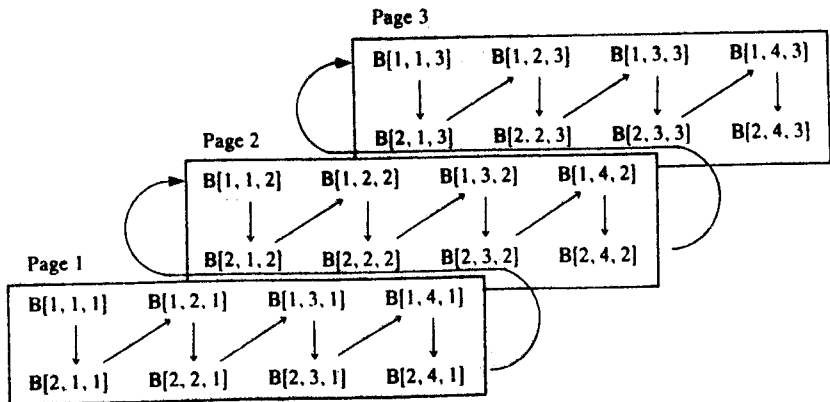 Page 3
B[1, 1, 3] B[1, 2, 3] B[1, 3, 3] B[1, 4, 3]
B[2, 1, 3] B[2, 2, 3] B[2, 3, 3] B[2, 4, 3]
Page 2
B[1, 1, 2] B[1, 2, 2] B[1, 3, 2] B[1, 4, 2]
B[2, 1, 2] B[2, 2, 2] B[2, 3, 2] B[2, 4, 2]
Page 1
B[1, 1, 1] B[1, 2, 1] B[1, 3, 1] B[1, 4, 1]
B[2, 1, 1] B[2, 2, 1] B[2, 3, 1] B[2, 4, 1]